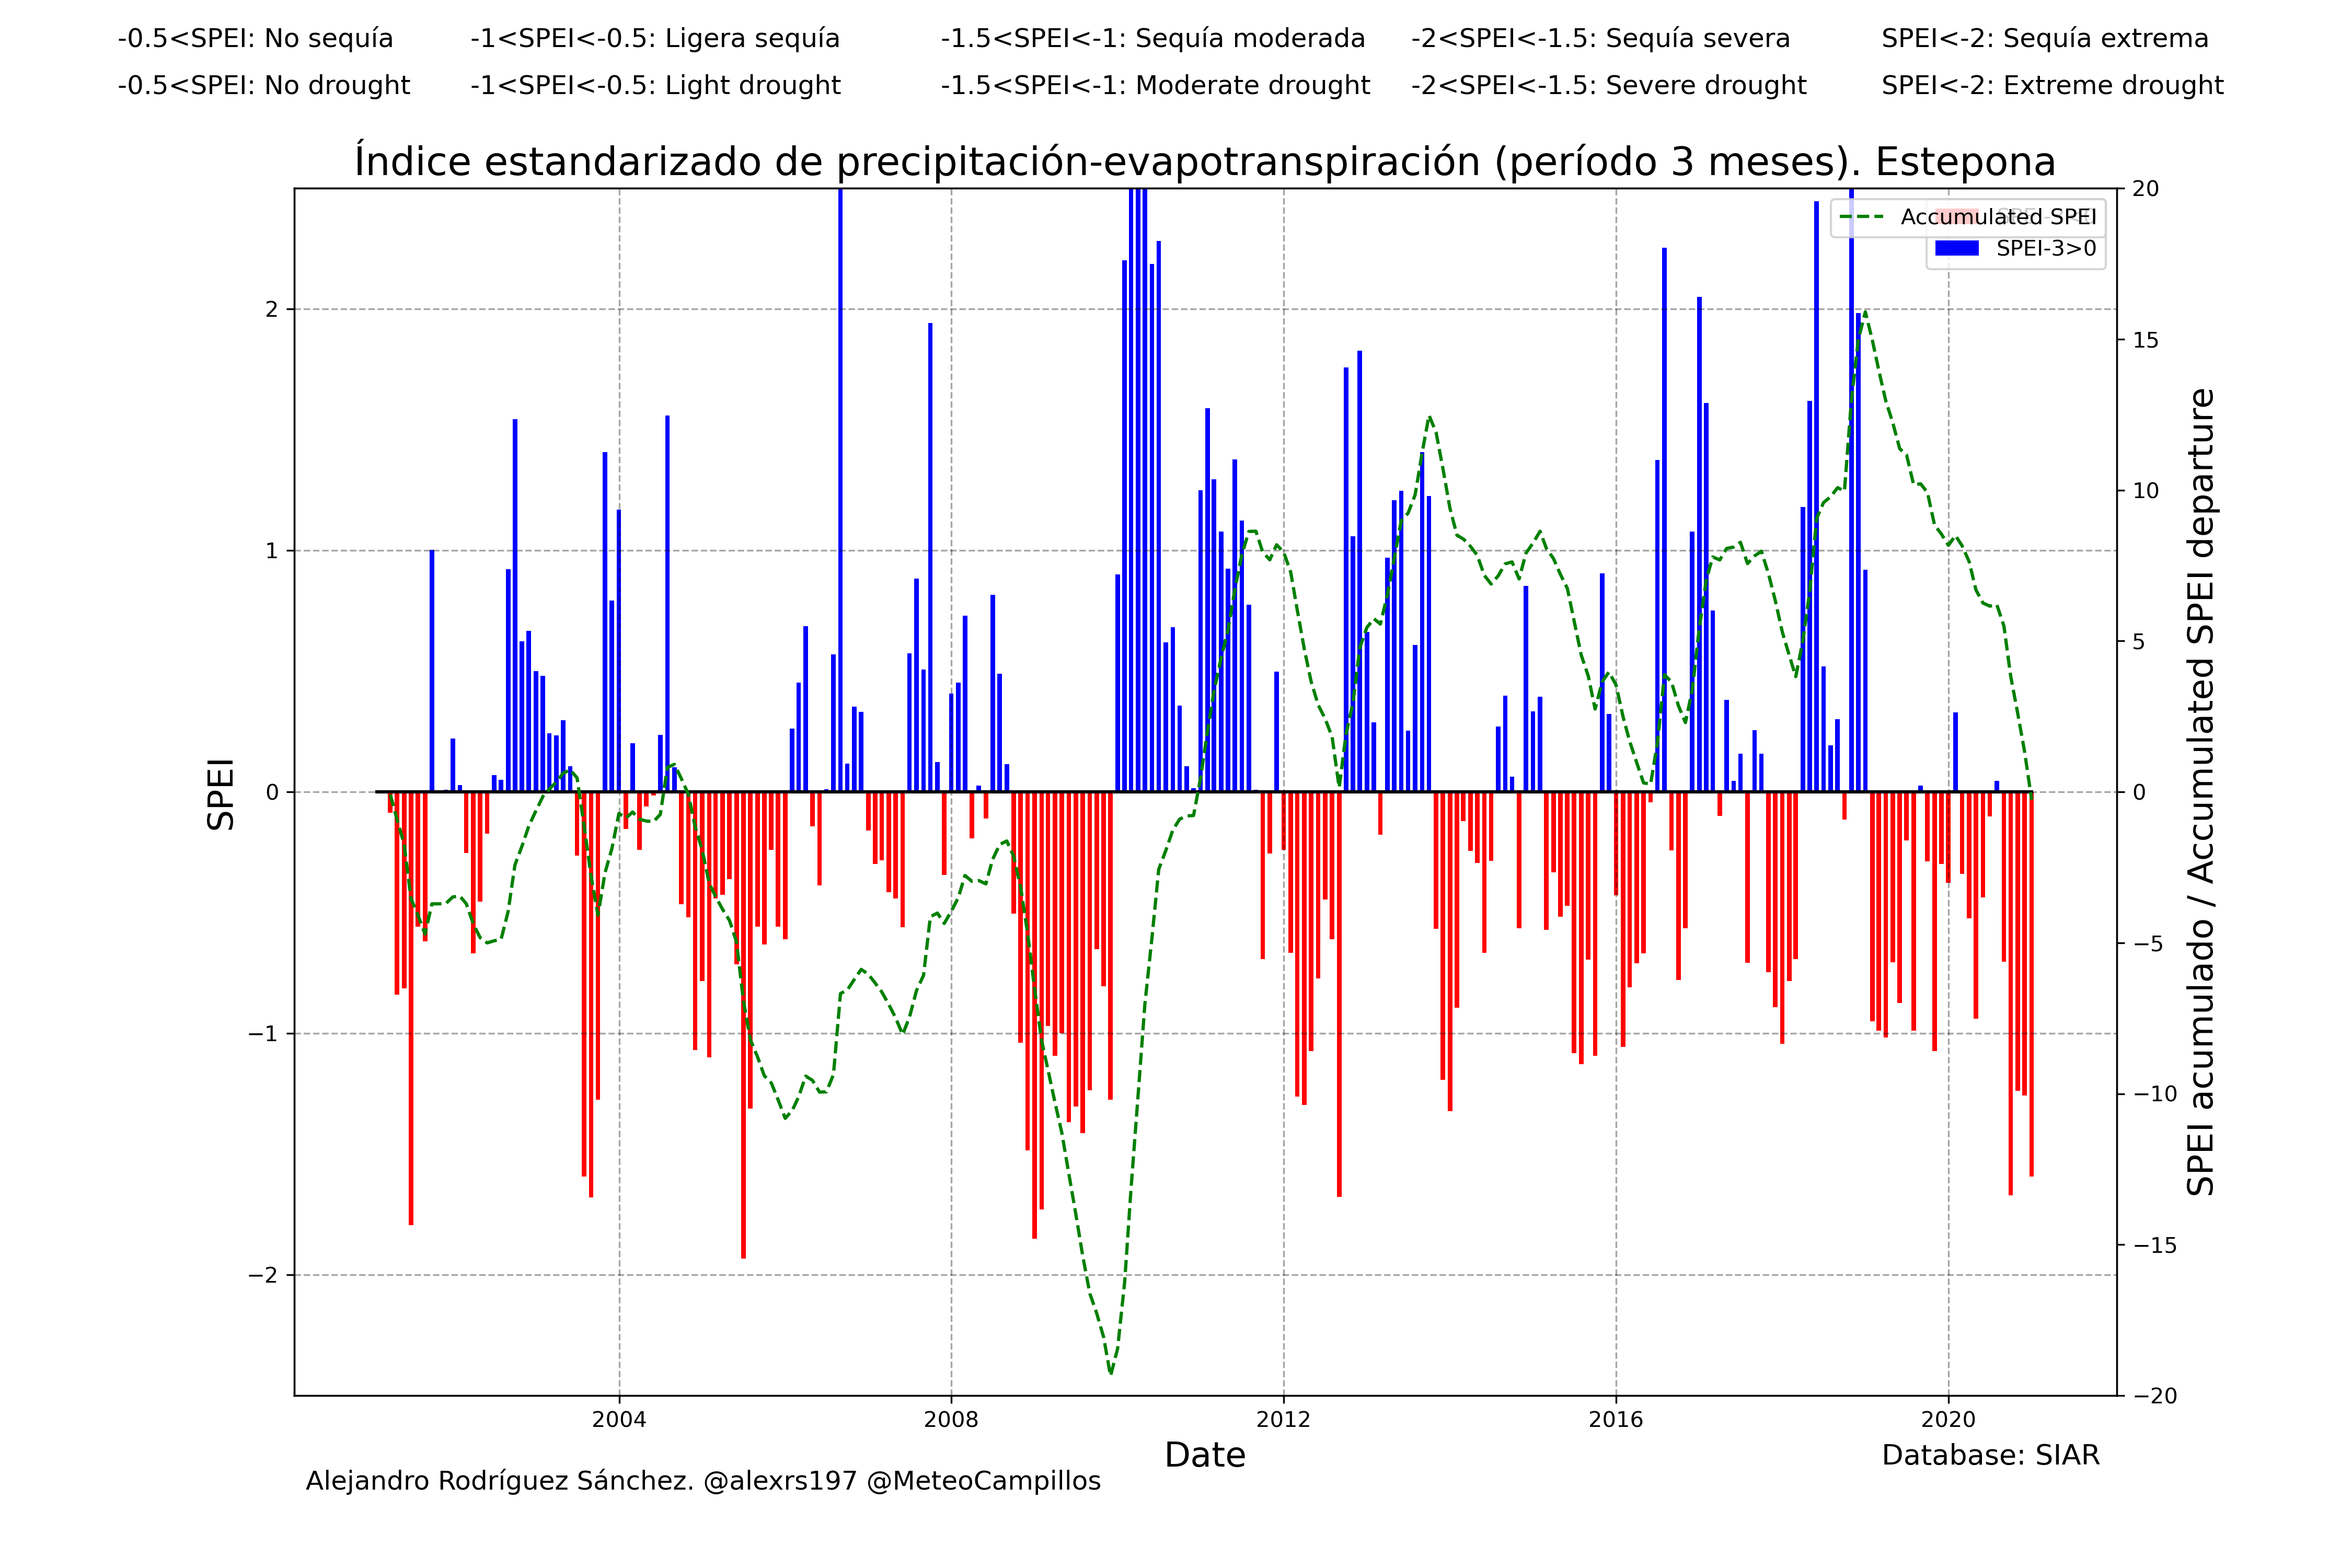 -0.5<SPEI: No sequía -1<SPEI<-0.5: Ligera sequía -1.5<SPEI<-1: Sequía moderada -2<SPEI<-1.5: Sequía severa SPEI<-2: Sequía extrema
-0.5<SPEI: No drought -1<SPEI<-0.5: Light drought -1.5<SPEI<-1: Moderate drought -2<SPEI<-1.5: Severe drought SPEI<-2: Extreme drought
Índice estandarizado de precipitación-evapotranspiración (período 3 meses). Estepona
Accumulated SPEI
SPEI-3>0
SPEI
2
1
0
−1
−2
20
15
10
5
0
−5
−10
−15
−20
SPEI acumulado / Accumulated SPEI departure
2004 2008 2012 2016 2020
Date
Database: SIAR
Alejandro Rodríguez Sánchez. @alexrs197 @MeteoCampillos